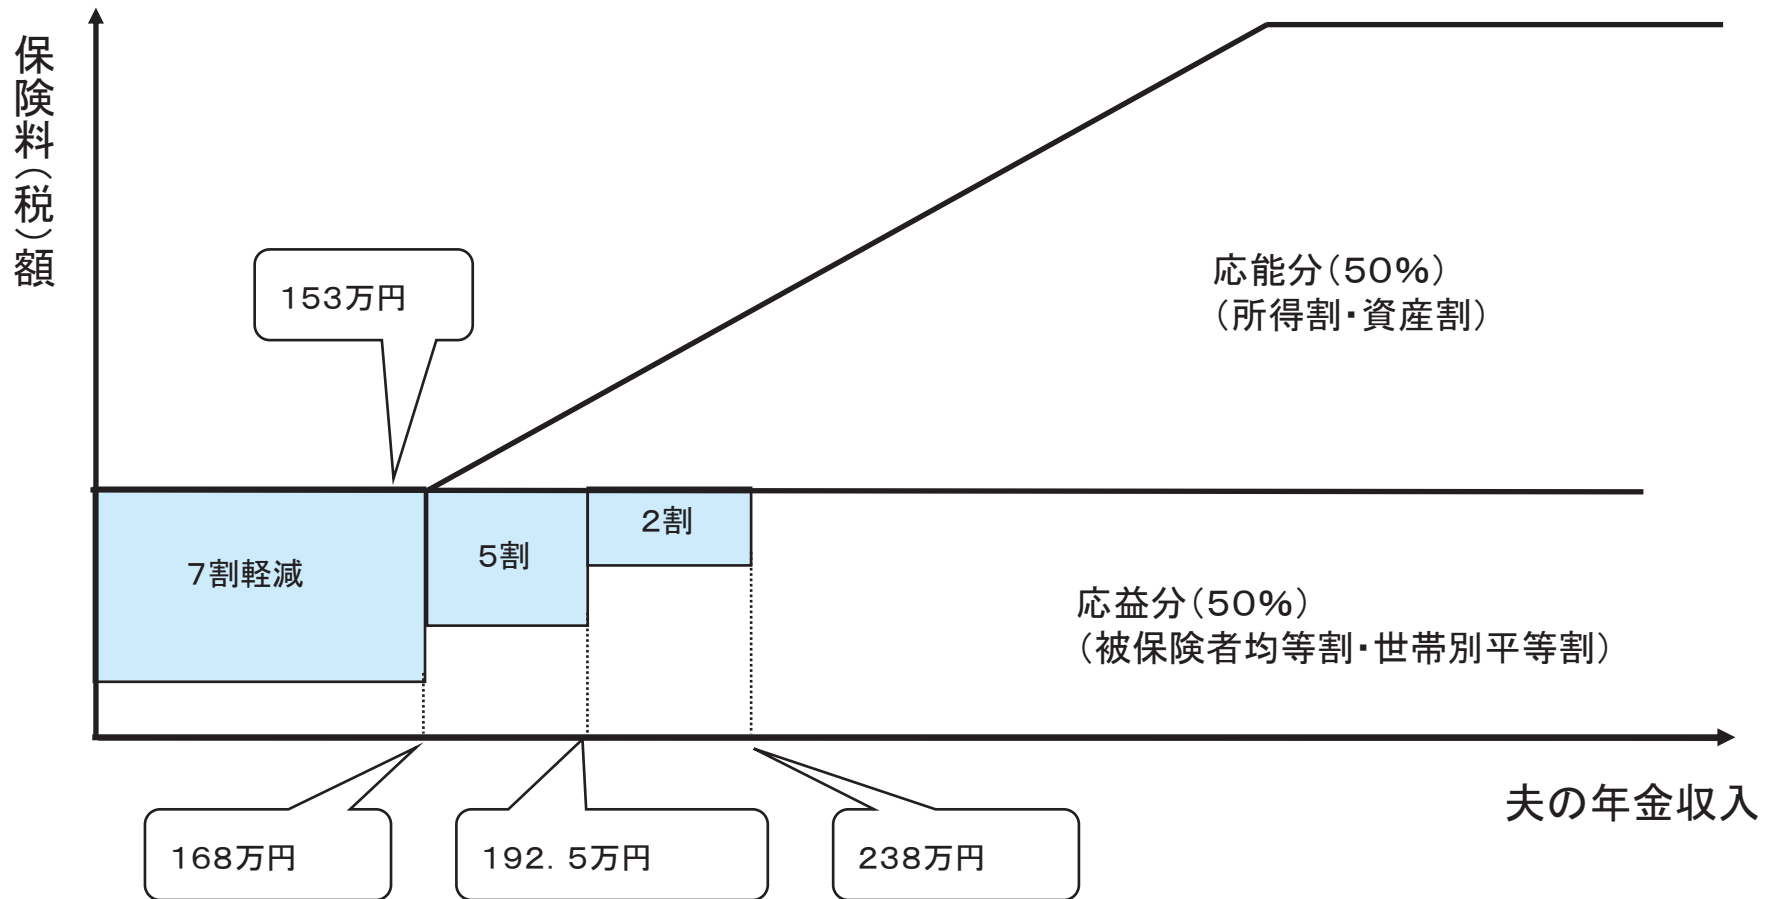 保険料（税）額
153万円
応能分（50％）
（所得割・資産割）
7割軽減
5割
2割
応益分（50％）
（被保険者均等割・世帯別平等割）
夫の年金収入
168万円
192．5万円
238万円